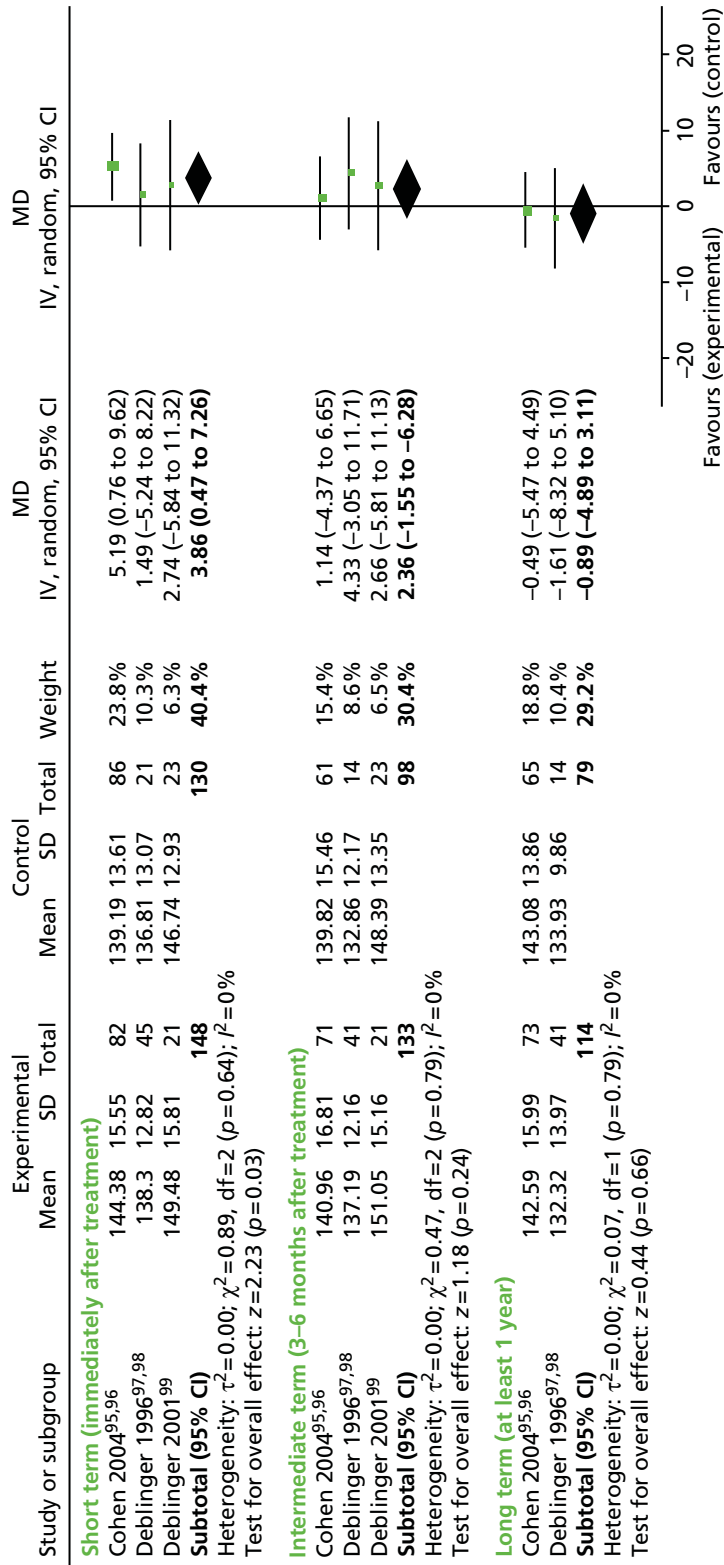 Experimental Control MD MD
Study or subgroup Mean SD Total Mean SD Total Weight IV, random, 95% CI IV, random, 95% CI
Short term (immediately after treatment)
Cohen 2004⁹⁵,⁹⁶ 144.38 15.55 82 139.19 13.61 86 23.8% 5.19 (0.76 to 9.62)
Deblinger 1996⁹⁷,⁹⁸ 138.3 12.82 45 136.81 13.07 21 10.3% 1.49 (−5.24 to 8.22)
Deblinger 2001⁹⁹ 149.48 15.81 21 146.74 12.93 23 6.3% 2.74 (−5.84 to 11.32)
Subtotal (95% CI) 148 130 40.4% 3.86 (0.47 to 7.26)
Heterogeneity: τ²=0.00; χ²=0.89, df=2 (p=0.64); I²=0%
Test for overall effect: z=2.23 (p=0.03)
Intermediate term (3–6 months after treatment)
Cohen 2004⁹⁵,⁹⁶ 140.96 16.81 71 139.82 15.46 61 15.4% 1.14 (−4.37 to 6.65)
Deblinger 1996⁹⁷,⁹⁸ 137.19 12.16 41 132.86 12.17 14 8.6% 4.33 (−3.05 to 11.71)
Deblinger 2001⁹⁹ 151.05 15.16 21 148.39 13.35 23 6.5% 2.66 (−5.81 to 11.13)
Subtotal (95% CI) 133 98 30.4% 2.36 (−1.55 to −6.28)
Heterogeneity: τ²=0.00; χ²=0.47, df=2 (p=0.79); I²=0%
Test for overall effect: z=1.18 (p=0.24)
Long term (at least 1 year)
Cohen 2004⁹⁵,⁹⁶ 142.59 15.99 73 143.08 13.86 65 18.8% −0.49 (−5.47 to 4.49)
Deblinger 1996⁹⁷,⁹⁸ 132.32 13.97 41 133.93 9.86 14 10.4% −1.61 (−8.32 to 5.10)
Subtotal (95% CI) 114 79 29.2% −0.89 (−4.89 to 3.11)
Heterogeneity: τ²=0.00; χ²=0.07, df=1 (p=0.79); I²=0%
Test for overall effect: z=0.44 (p=0.66)
−20 −10 0 10 20
Favours (experimental) Favours (control)